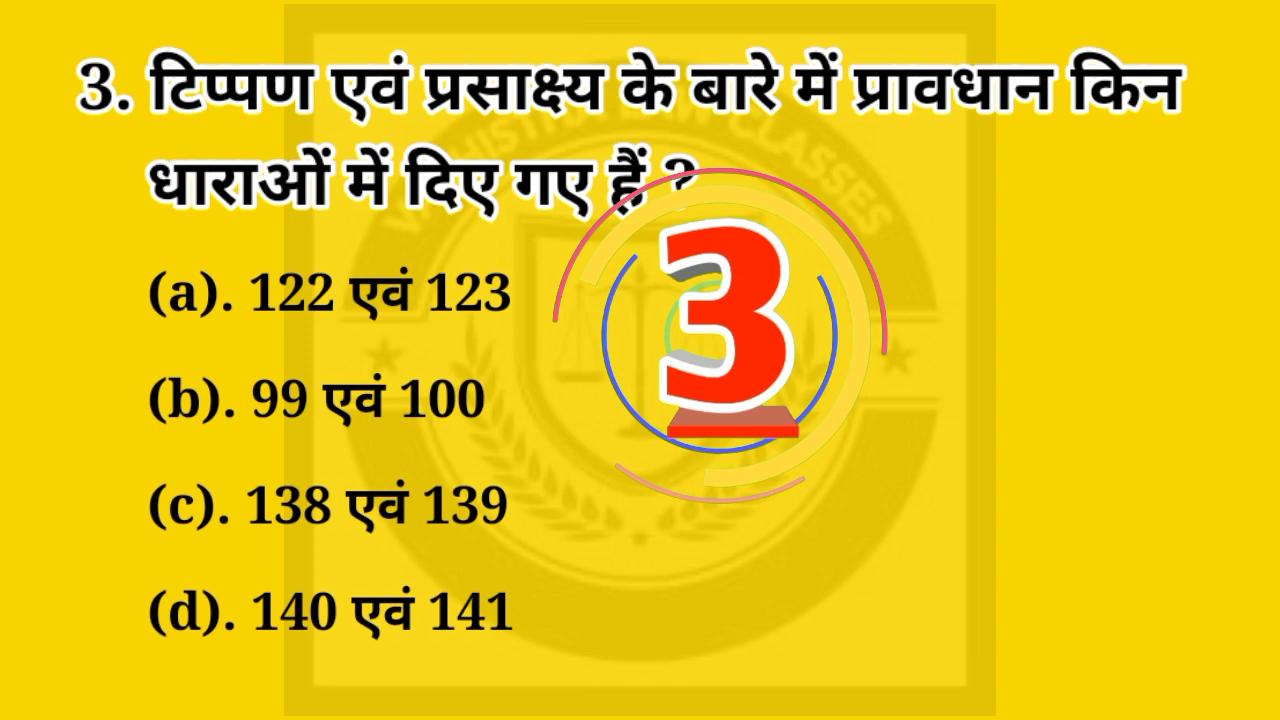 3. टिप्पण एवं प्रसाक्ष्य के बारे में प्रावधान किन
धाराओं में दिए गए हैं ?
3
(a). 122 एवं 123
(b). 99 एवं 100
(c). 138 एवं 139
(d). 140 एवं 141